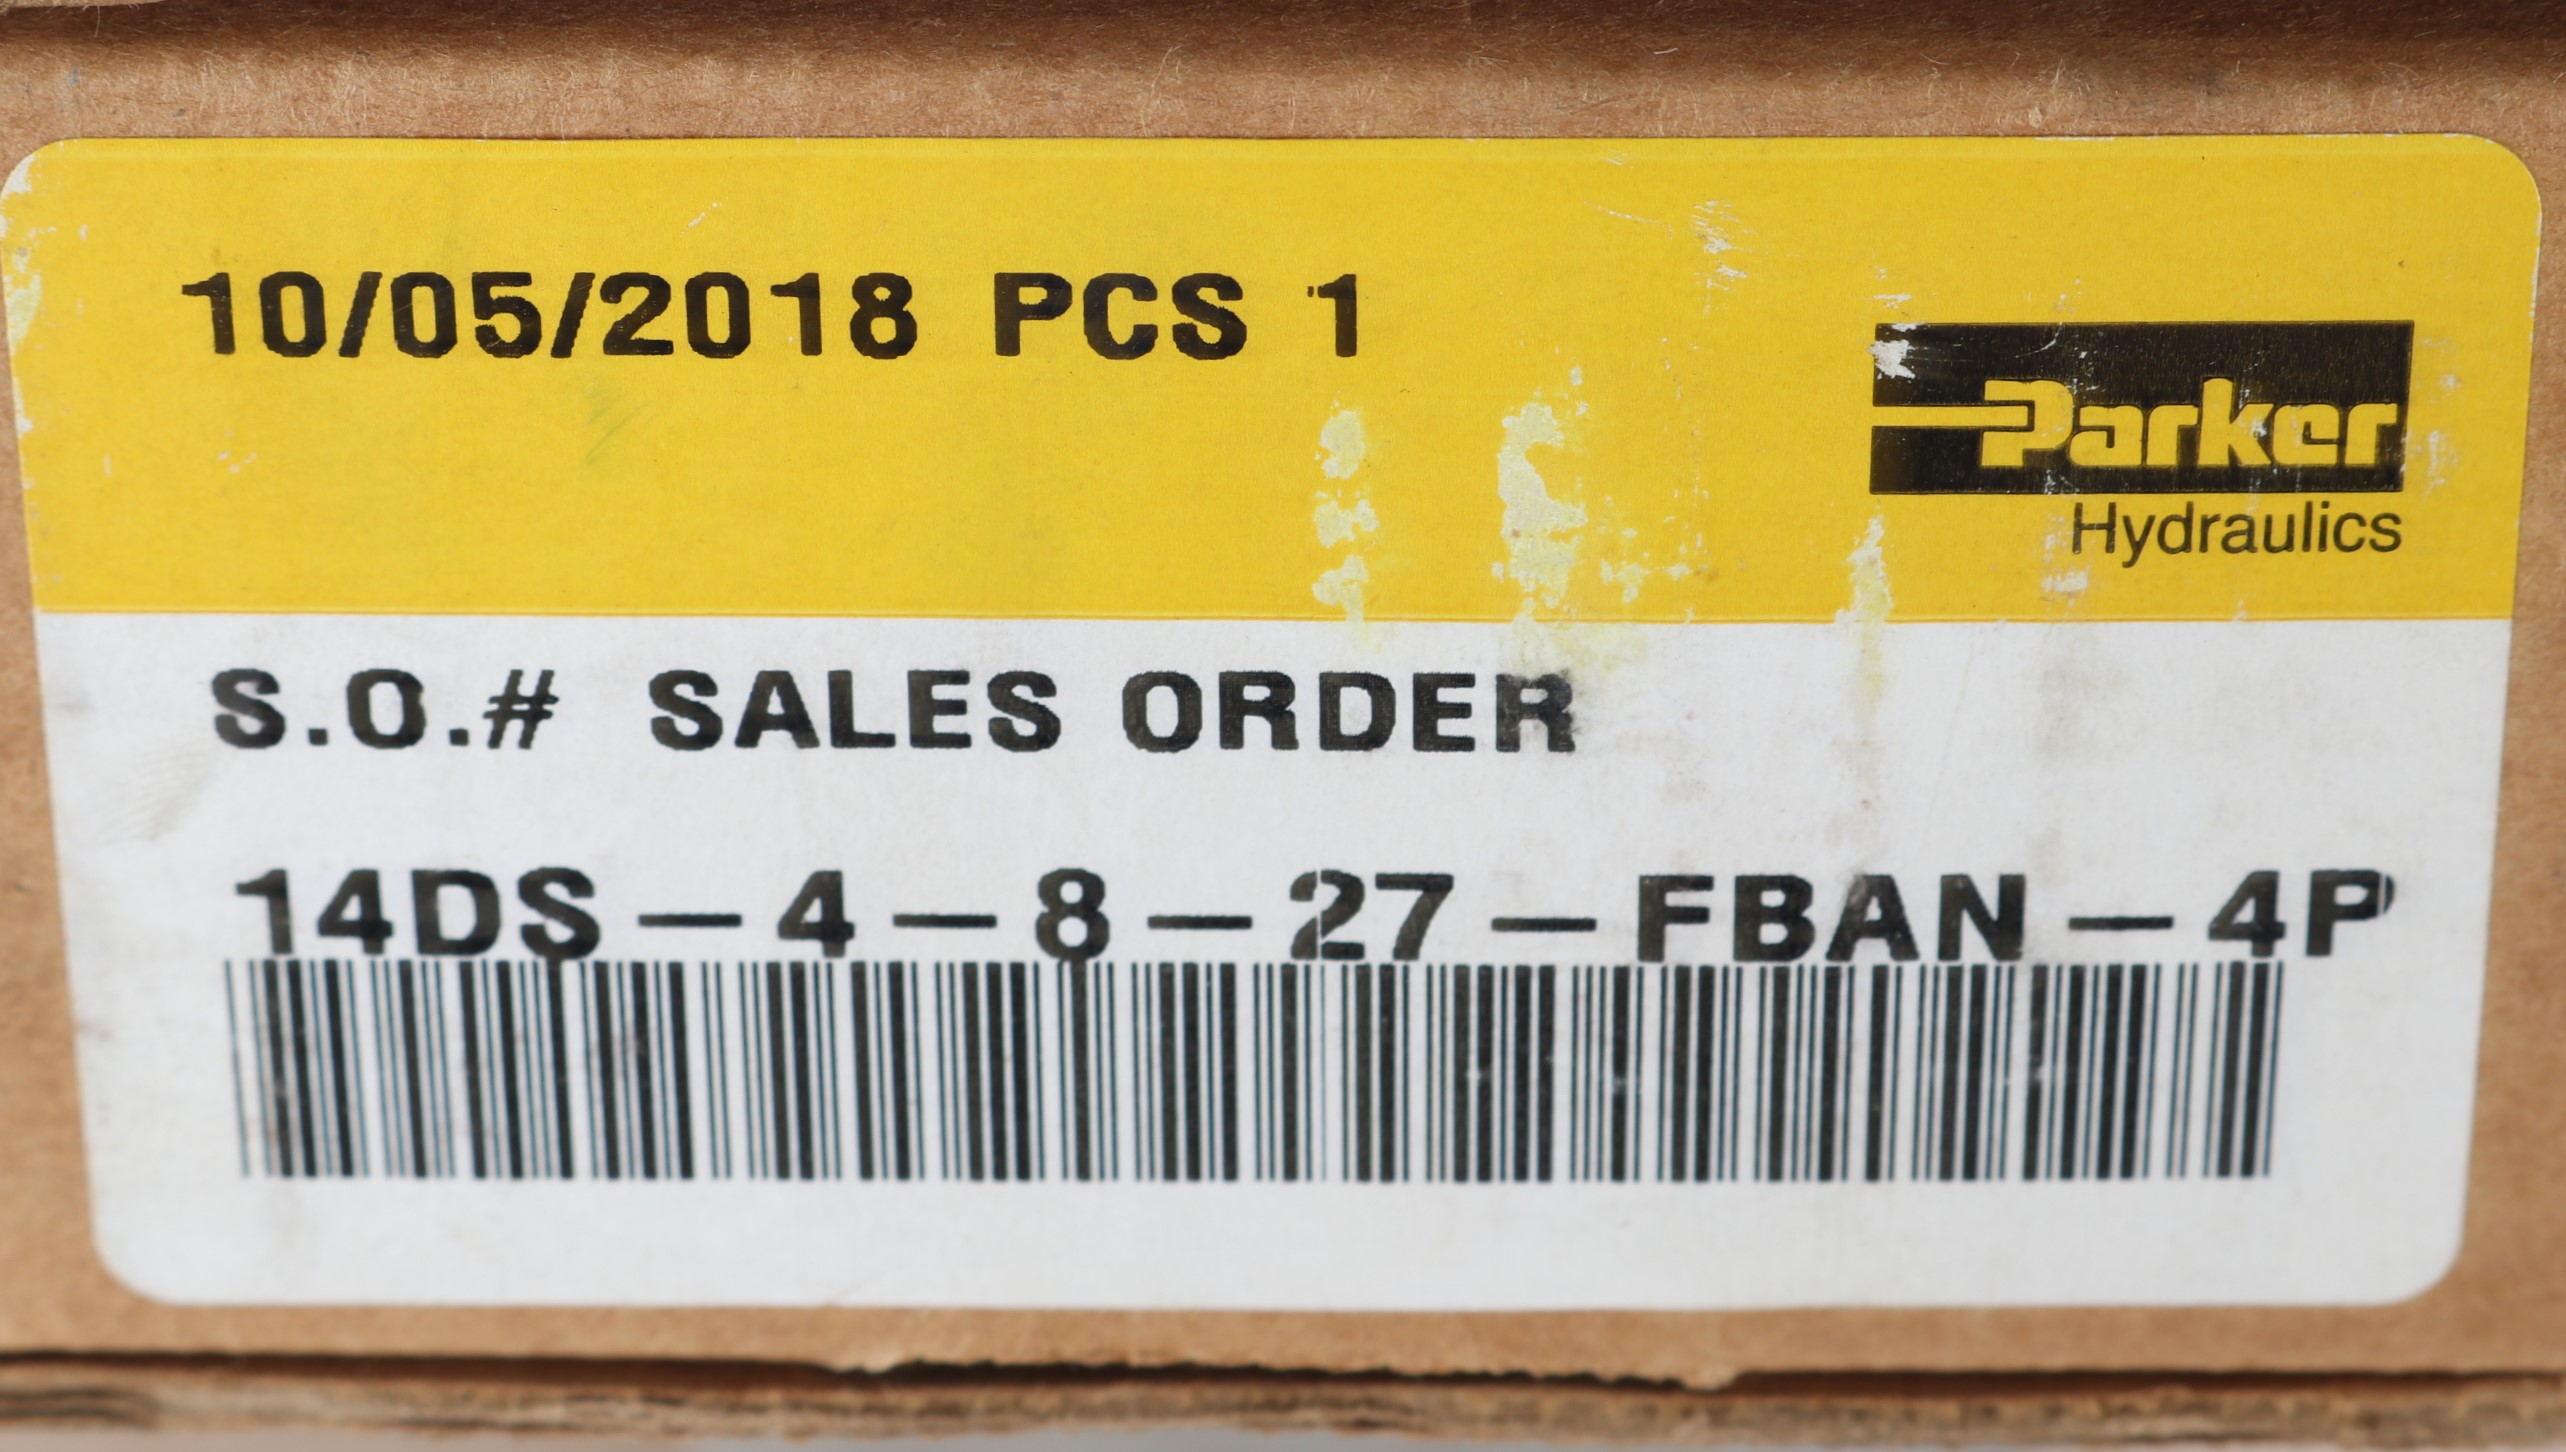 10/05/2018 PCS 1
Parker
Hydraulics
S.O.# SALES ORDER
14DS-4-8-27-FBAN-4P